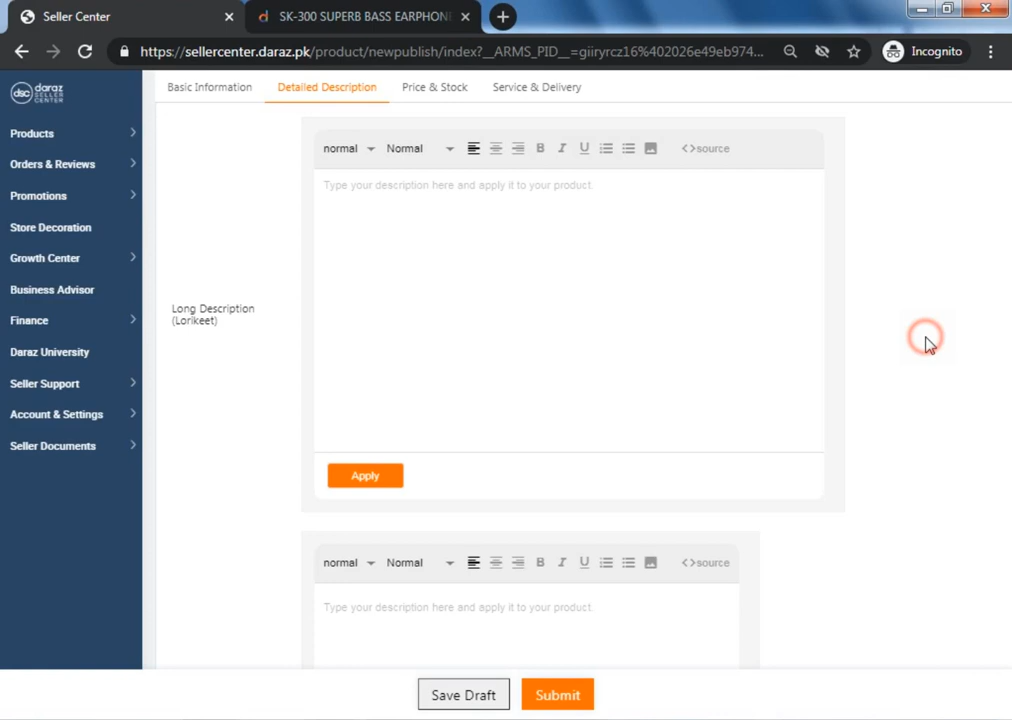 Seller Center
SK-300 SUPERB BASS EARPHON
https://sellercenter.daraz.pk/product/newpublish/index?__ARMS_PID__=giiryrcz16%402026e49eb974...
Incognito
dsc daraz SELLER CENTER
Basic Information
Detailed Description
Price & Stock
Service & Delivery
Products
Orders & Reviews
Promotions
Store Decoration
Growth Center
Business Advisor
Finance
Daraz University
Seller Support
Account & Settings
Seller Documents
normal Normal B I U <>source
Type your description here and apply it to your product.
Long Description
(Lorikeet)
Apply
normal Normal B I U <>source
Type your description here and apply it to your product.
Save Draft
Submit